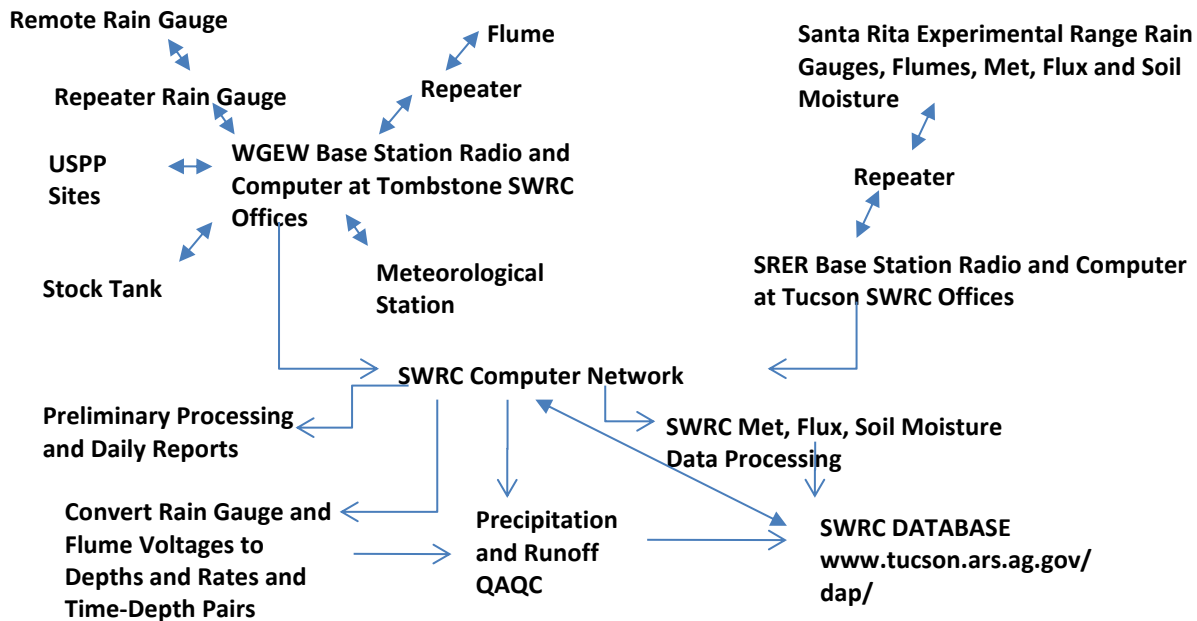 Remote Rain Gauge
Flume
Santa Rita Experimental Range Rain
Gauges, Flumes, Met, Flux and Soil
Moisture
Repeater Rain Gauge
Repeater
USPP
Sites
WGEW Base Station Radio and
Computer at Tombstone SWRC
Offices
Repeater
Stock Tank
Meteorological
Station
SRER Base Station Radio and Computer
at Tucson SWRC Offices
SWRC Computer Network
Preliminary Processing
and Daily Reports
SWRC Met, Flux, Soil Moisture
Data Processing
Convert Rain Gauge and
Flume Voltages to
Depths and Rates and
Time-Depth Pairs
Precipitation
and Runoff
QAQC
SWRC DATABASE
www.tucson.ars.ag.gov/
dap/